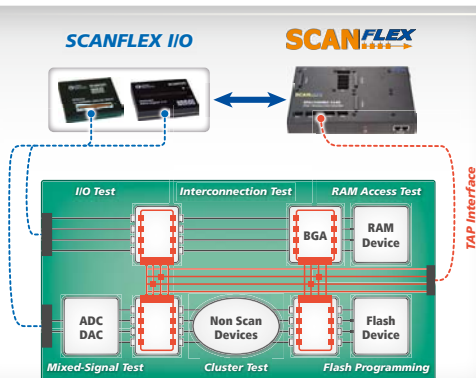 SCANFLEX I/O
SCANFLEX
I/O Test
Interconnection Test
RAM Access Test
TAP Interface
BGA
RAM
Device
ADC
DAC
Non Scan
Devices
Flash
Device
Mixed-Signal Test
Cluster Test
Flash Programming